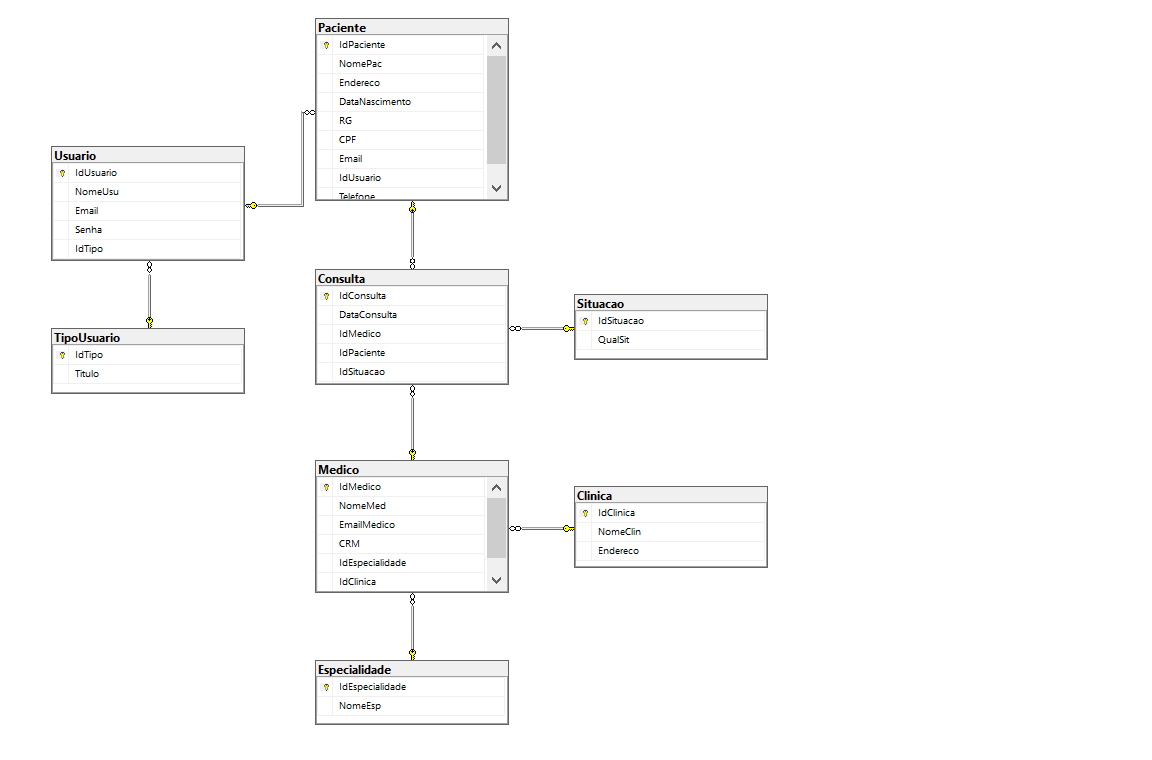 Paciente
IdPaciente
NomePac
Endereco
DataNascimento
RG
CPF
Email
IdUsuario
Telefone
Usuario
IdUsuario
NomeUsu
Email
Senha
IdTipo
TipoUsuario
IdTipo
Titulo
Consulta
IdConsulta
DataConsulta
IdMedico
IdPaciente
IdSituacao
Situacao
IdSituacao
QualSit
Medico
IdMedico
NomeMed
EmailMedico
CRM
IdEspecialidade
IdClinica
Clinica
IdClinica
NomeClin
Endereco
Especialidade
IdEspecialidade
NomeEsp